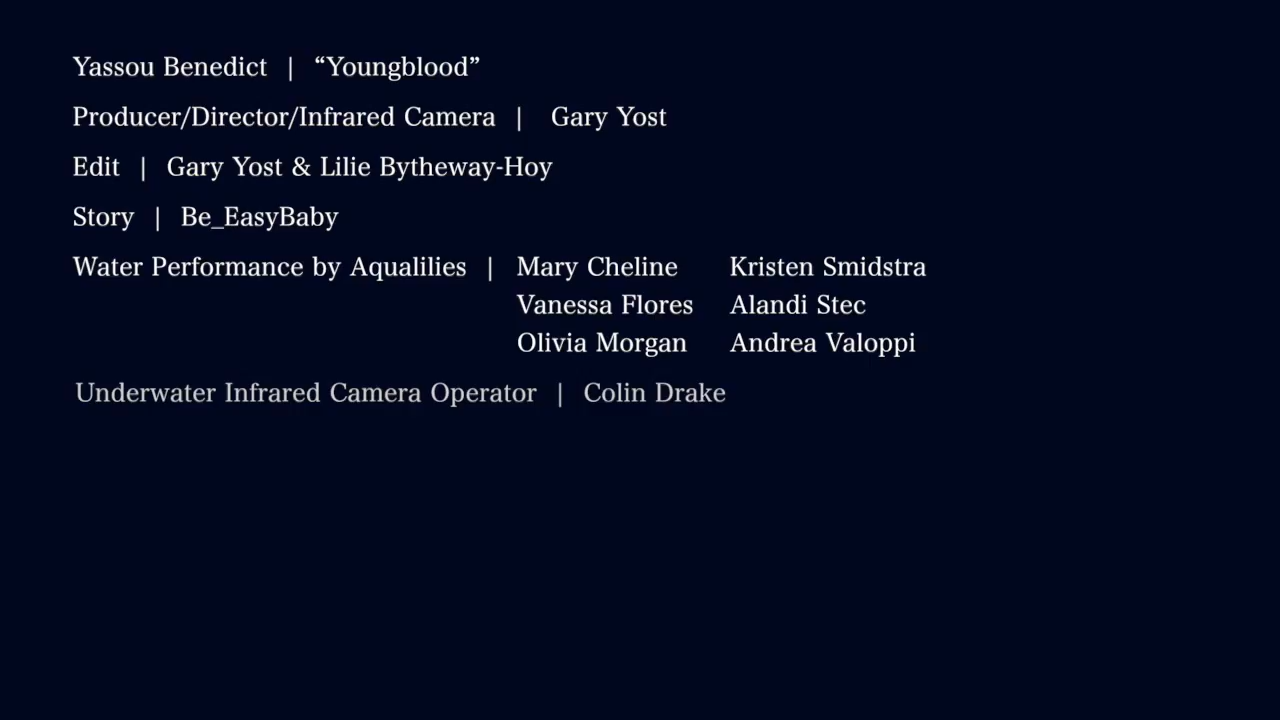 Yassou Benedict | “Youngblood”
Producer/Director/Infrared Camera | Gary Yost
Edit | Gary Yost & Lilie Bytheway-Hoy
Story | Be_EasyBaby
Water Performance by Aqualilies | Mary Cheline Kristen Smidstra
Vanessa Flores Alandi Stec
Olivia Morgan Andrea Valoppi
Underwater Infrared Camera Operator | Colin Drake